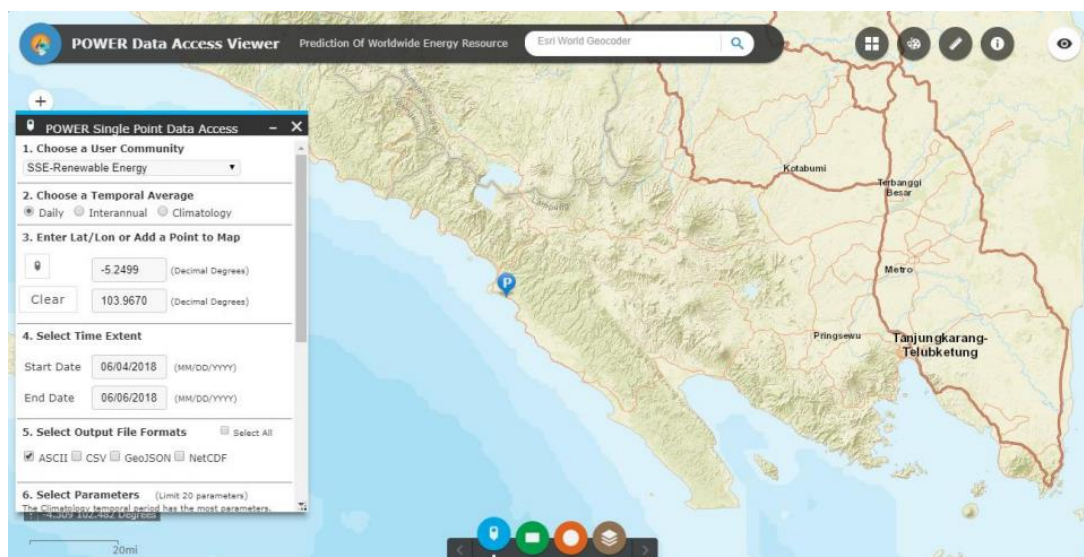 POWER Data Access Viewer Prediction Of Worldwide Energy Resource Esri World Geocoder
+
POWER Single Point Data Access – ×
1. Choose a User Community
SSE-Renewable Energy
2. Choose a Temporal Average
Daily Interannual Climatology
3. Enter Lat/Lon or Add a Point to Map
-5.2499 (Decimal Degrees)
Clear 103.9670 (Decimal Degrees)
4. Select Time Extent
Start Date 06/04/2018 (MM/DD/YYYY)
End Date 06/06/2018 (MM/DD/YYYY)
5. Select Output File Formats Select All
ASCII CSV GeoJSON NetCDF
6. Select Parameters (Limit 20 parameters)
The Climatology temporal period has the most parameters.
Degrees
20mi
P
Kotabumi
Terbanggi
Besar
Metro
Pringsewu
Tanjungkarang-
Telubketung